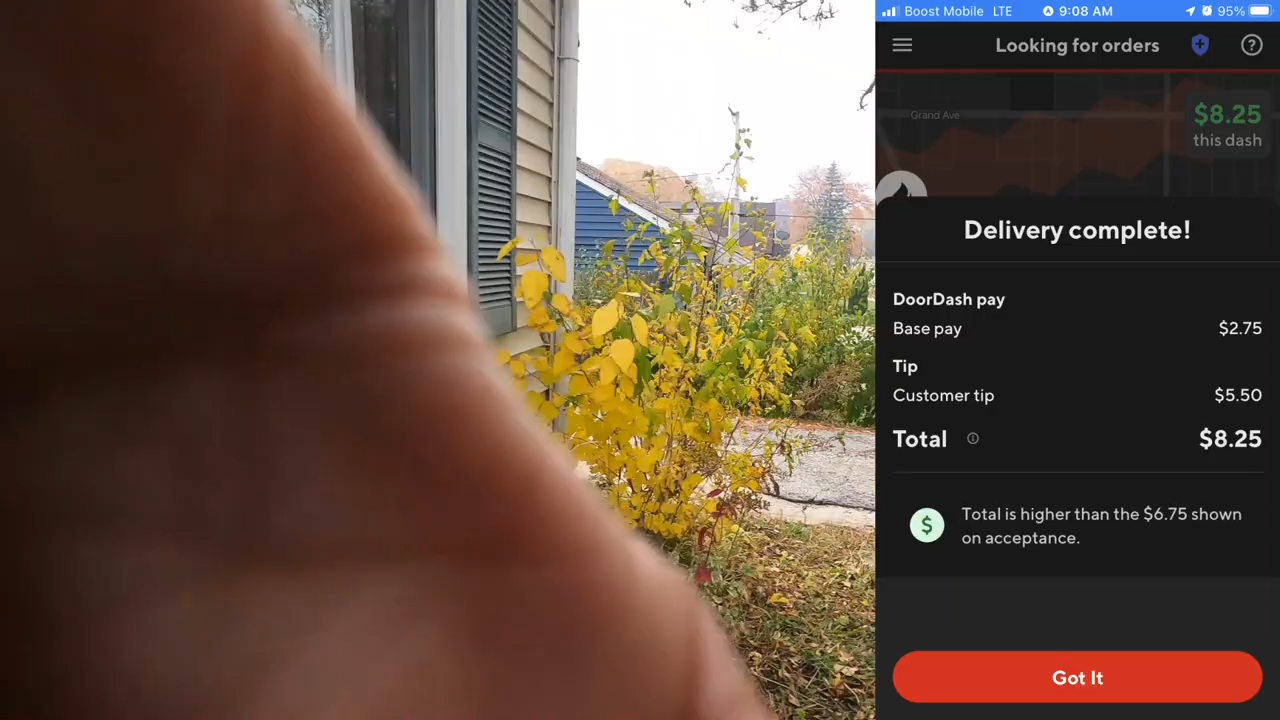 Boost Mobile LTE 9:08 AM 95%
Looking for orders
Grand Ave
$8.25
this dash
Delivery complete!
DoorDash pay
Base pay $2.75
Tip
Customer tip $5.50
Total $8.25
$ Total is higher than the $6.75 shown
on acceptance.
Got It